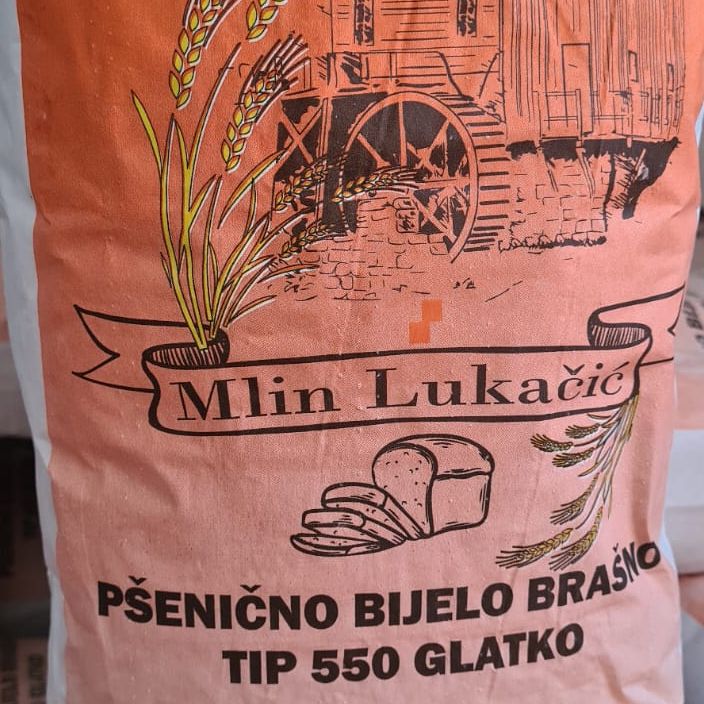 Mlin Lukačić
PŠENIČNO BIJELO BRAŠNO
TIP 550 GLATKO